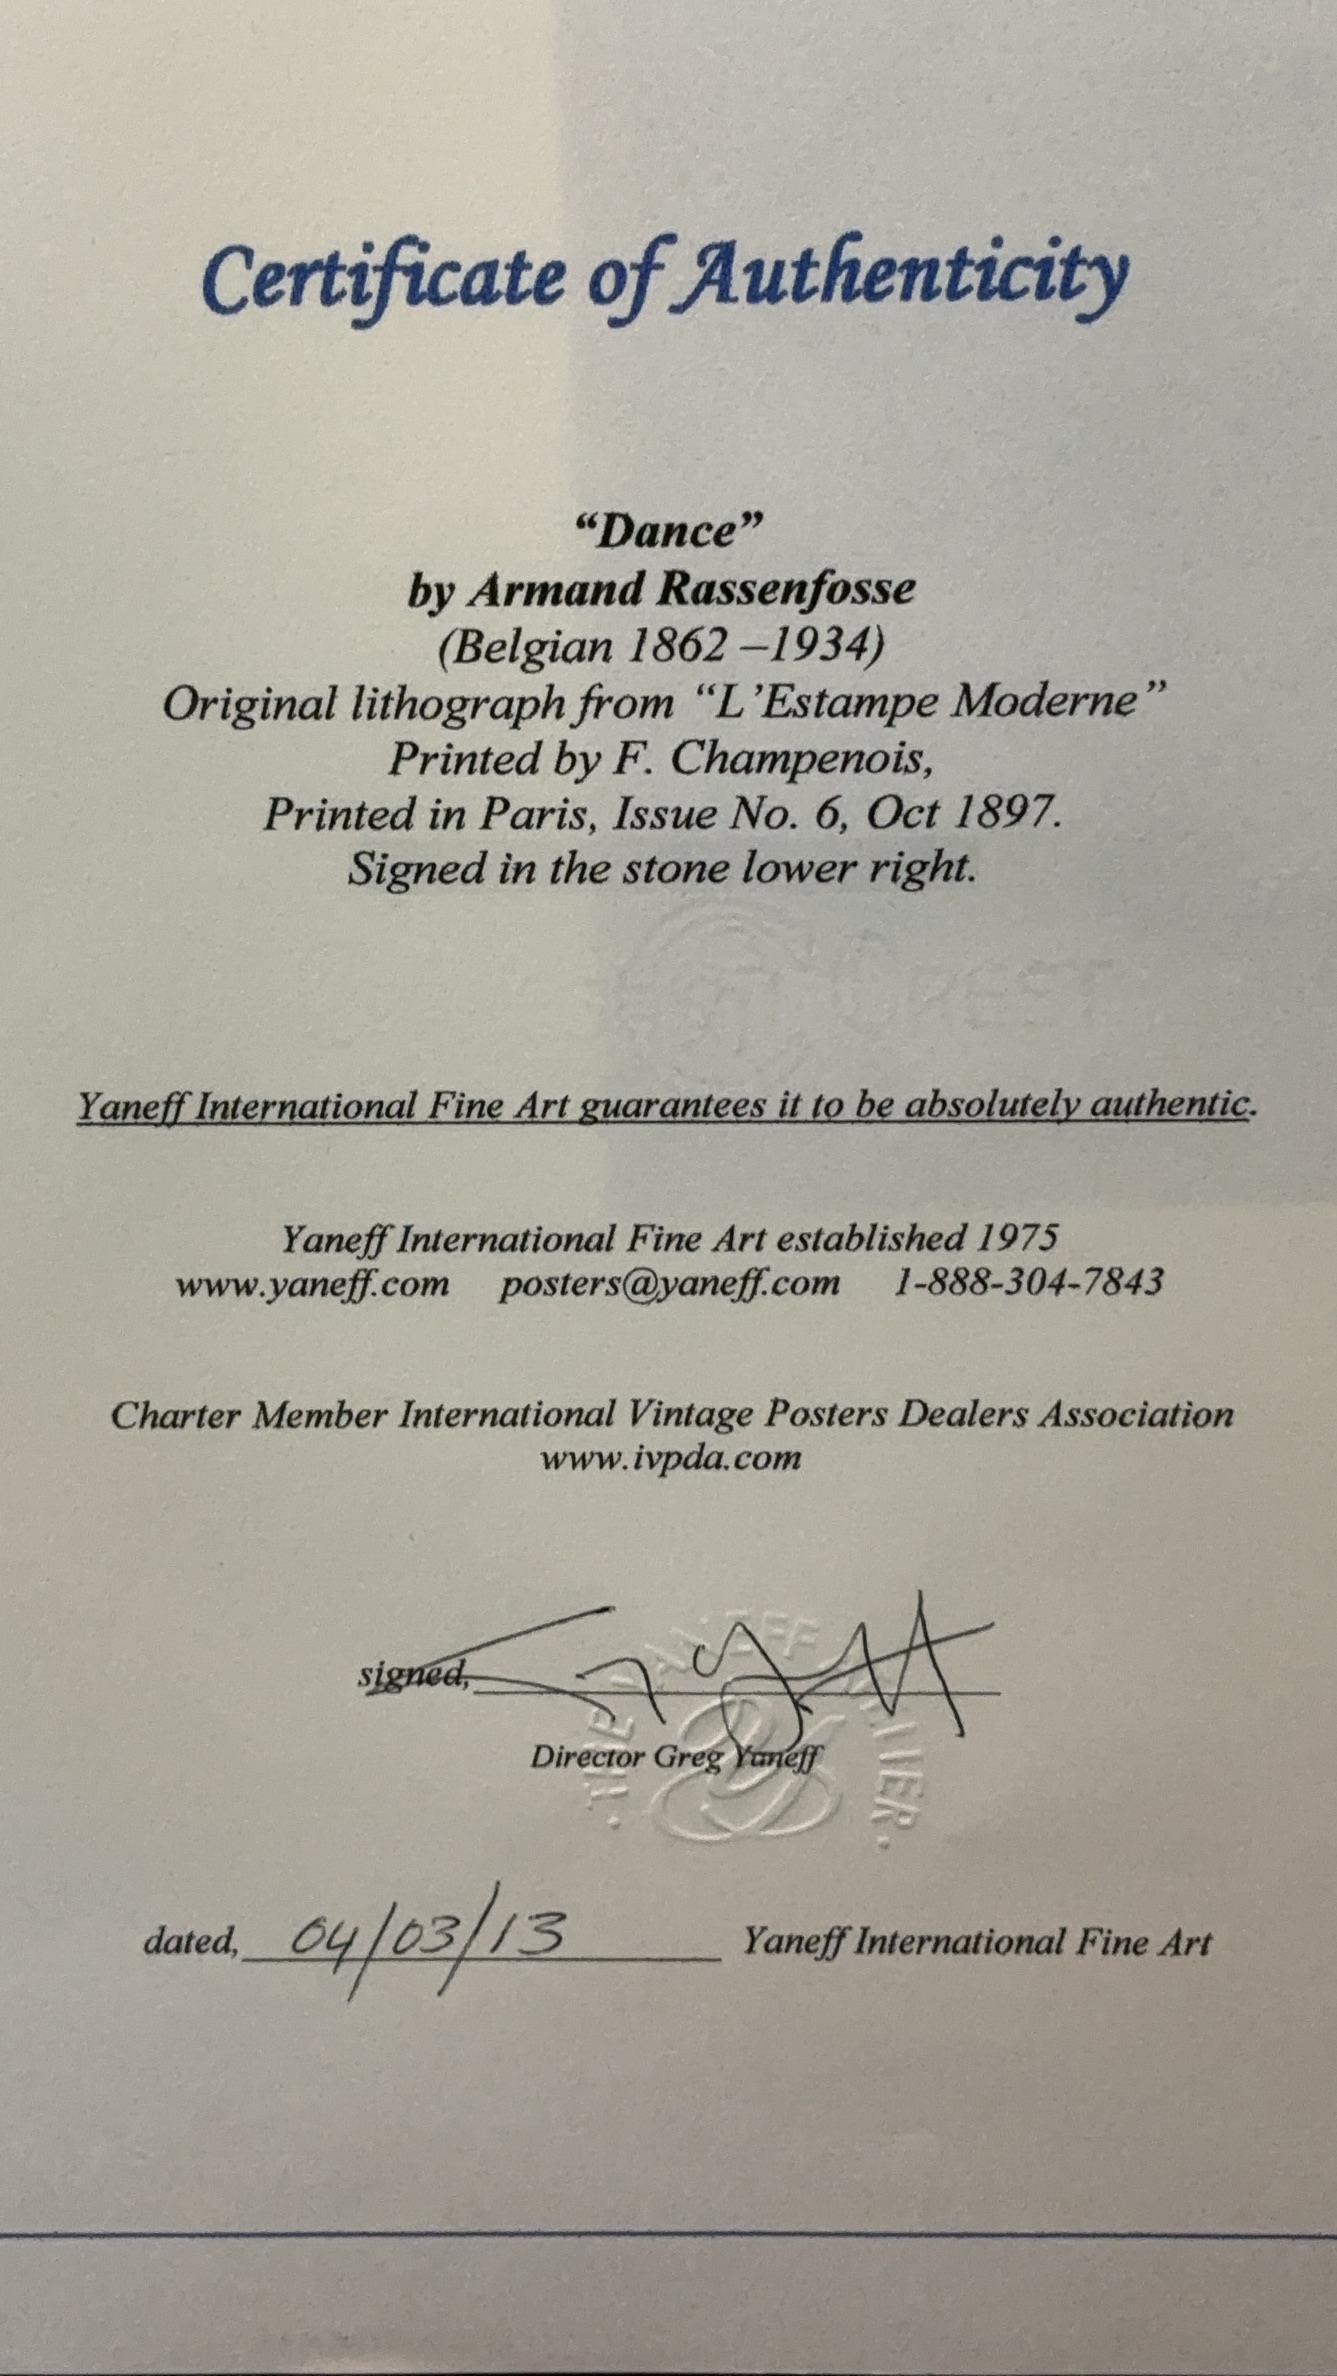 Certificate of Authenticity
“Dance”
by Armand Rassenfosse
(Belgian 1862 –1934)
Original lithograph from “L’Estampe Moderne”
Printed by F. Champenois,
Printed in Paris, Issue No. 6, Oct 1897.
Signed in the stone lower right.
Yaneff International Fine Art guarantees it to be absolutely authentic.
Yaneff International Fine Art established 1975
www.yaneff.com posters@yaneff.com 1-888-304-7843
Charter Member International Vintage Posters Dealers Association
www.ivpda.com
signed,
Director Greg Yaneff
dated, 04/03/13 Yaneff International Fine Art